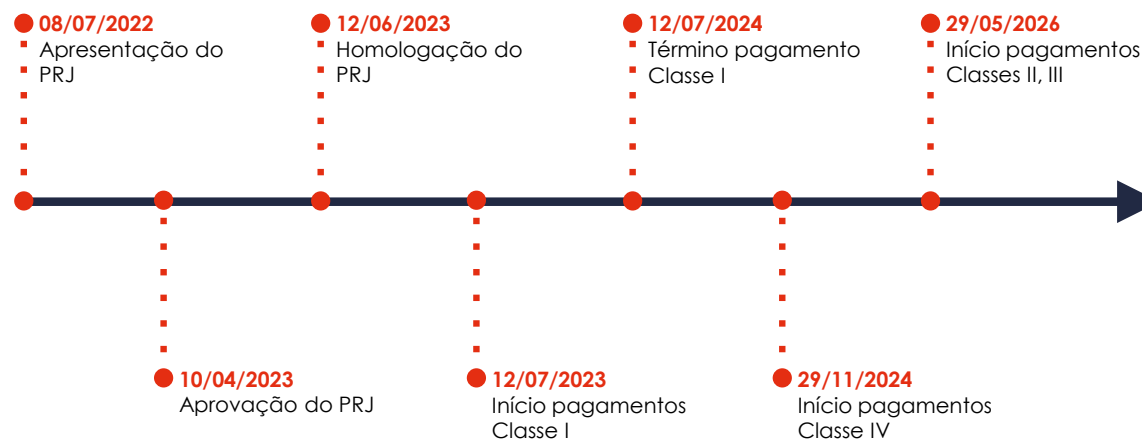 08/07/2022
Apresentação do
PRJ
12/06/2023
Homologação do
PRJ
12/07/2024
Término pagamento
Classe I
29/05/2026
Início pagamentos
Classes II, III
10/04/2023
Aprovação do PRJ
12/07/2023
Início pagamentos
Classe I
29/11/2024
Início pagamentos
Classe IV